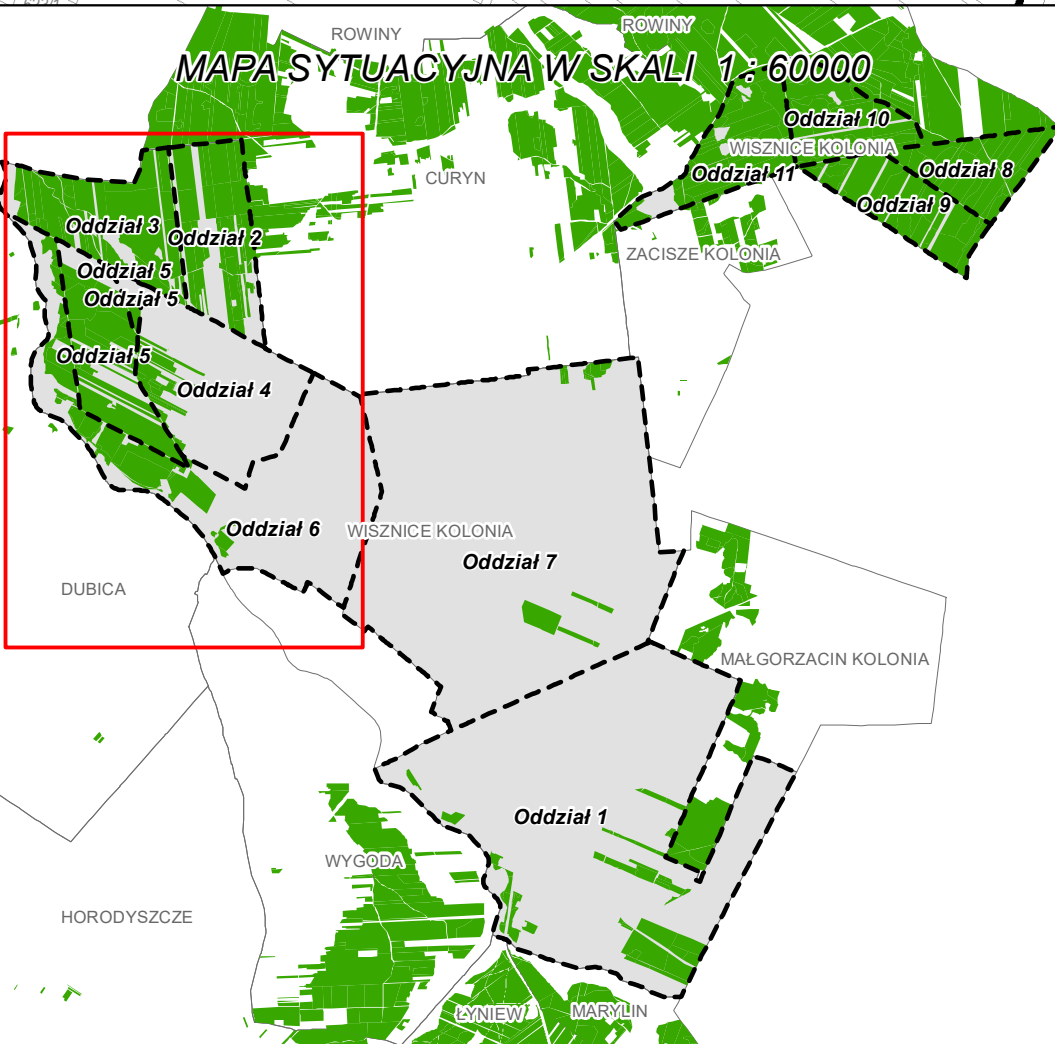 ROWINY
ROWINY
MAPA SYTUACYJNA W SKALI 1 : 60000
Oddział 10
WISZNICE KOLONIA
Oddział 8
Oddział 11
CURYN
Oddział 9
Oddział 3
Oddział 2
ZACISZE KOLONIA
Oddział 5
Oddział 5
Oddział 5
Oddział 4
Oddział 6
WISZNICE KOLONIA
Oddział 7
DUBICA
MAŁGORZACIN KOLONIA
Oddział 1
WYGODA
HORODYSZCZE
ŁYNIEW
MARYLIN